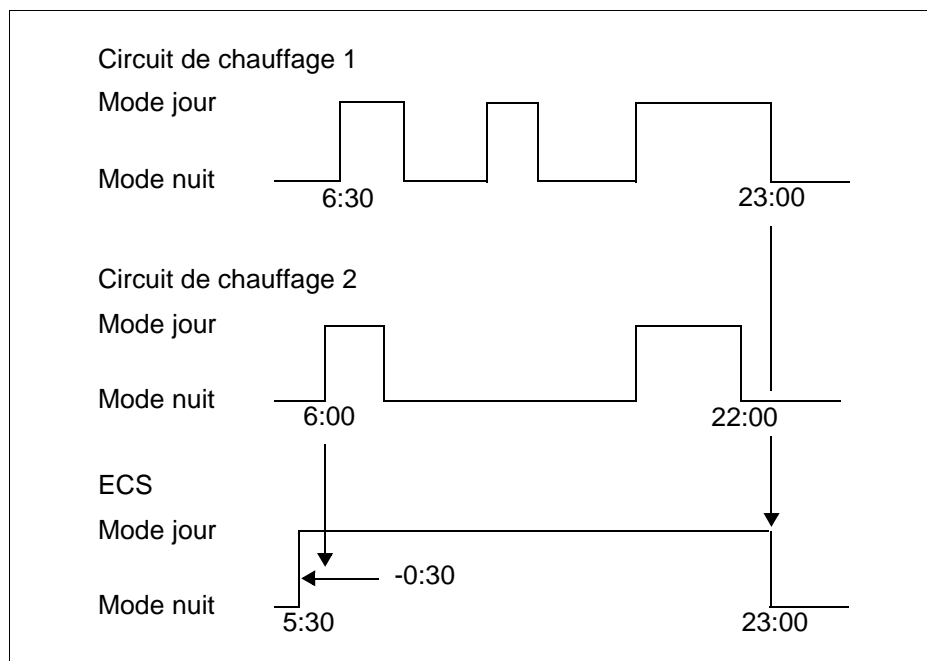 Circuit de chauffage 1
Mode jour
Mode nuit
6:30
23:00
Circuit de chauffage 2
Mode jour
Mode nuit
6:00
22:00
ECS
Mode jour
-0:30
Mode nuit
5:30
23:00